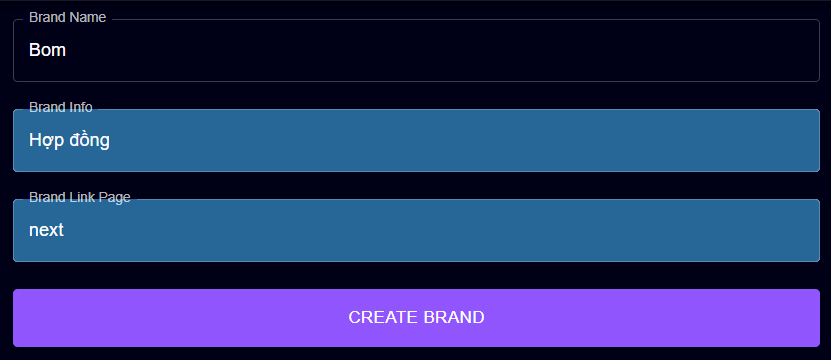 Brand Name
Bom
Brand Info
Hợp đồng
Brand Link Page
next
CREATE BRAND